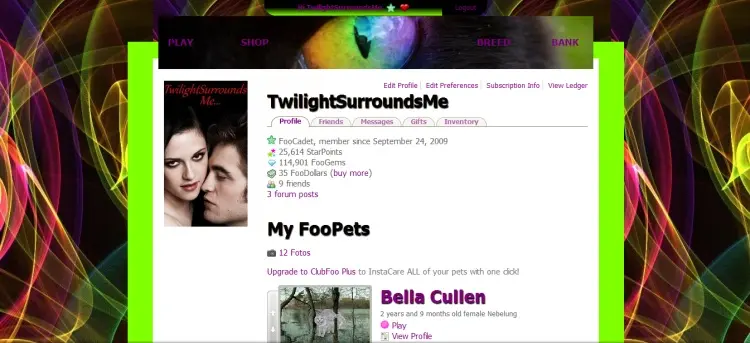 Hi TwilightSurroundsMe
Logout
PLAY SHOP BREED BANK
Edit Profile | Edit Preferences | Subscription Info | View Ledger
TwilightSurrounds
Me...
TwilightSurroundsMe
Profile Friends Messages Gifts Inventory
FooCadet, member since September 24, 2009
25,614 StarPoints
114,901 FooGems
35 FooDollars (buy more)
9 friends
3 forum posts
My FooPets
12 Fotos
Upgrade to ClubFoo Plus to InstaCare ALL of your pets with one click!
Bella Cullen
2 years and 9 months old female Nebelung
Play
View Profile